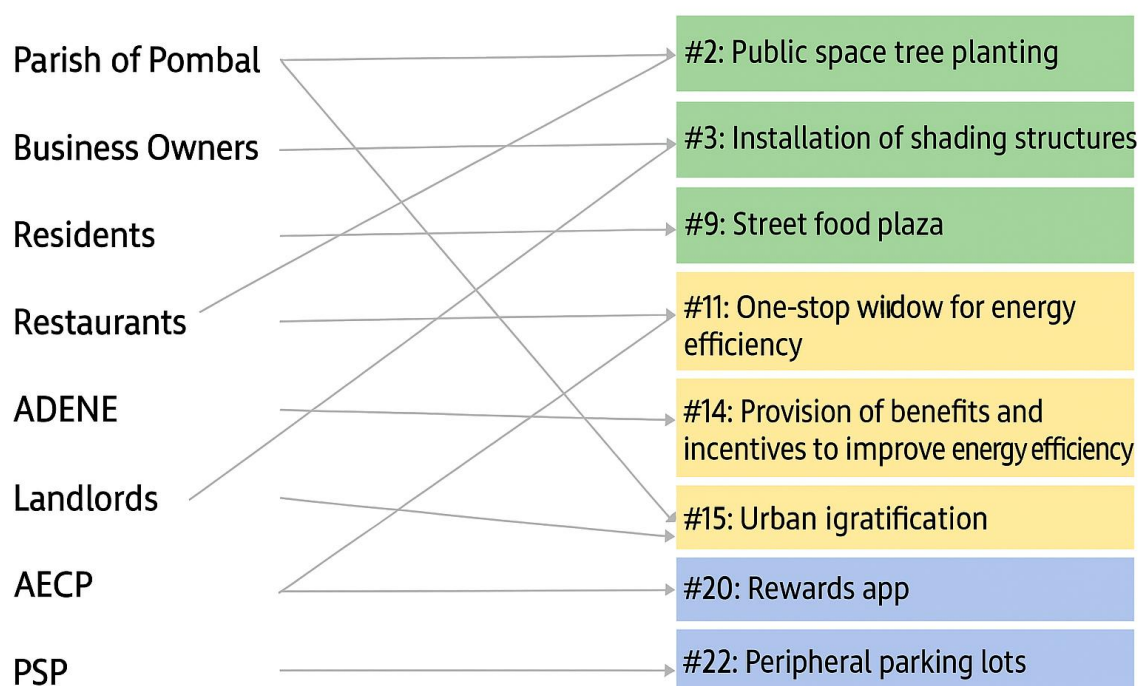 Parish of Pombal
Business Owners
Residents
Restaurants
ADENE
Landlords
AECP
PSP
#2: Public space tree planting
#3: Installation of shading structures
#9: Street food plaza
#11: One-stop widow for energy
efficiency
#14: Provision of benefits and
incentives to improve energy efficiency
#15: Urban igratification
#20: Rewards app
#22: Peripheral parking lots